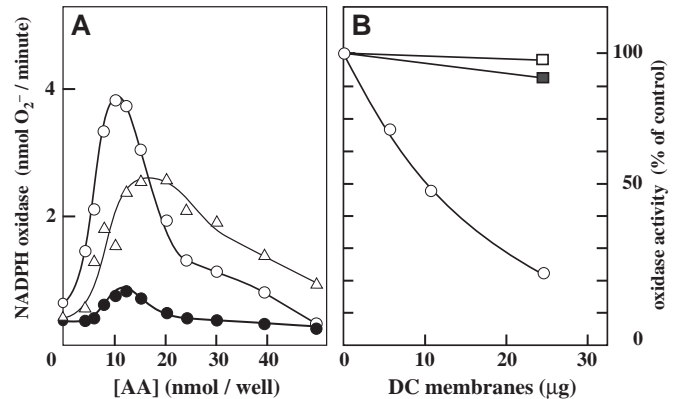 A
B
NADPH oxidase (nmol O₂⁻ / minute)
4
2
0
10
20
30
40
[AA] (nmol / well)
0
10
20
30
DC membranes (μg)
100
50
0
oxidase activity (% of control)